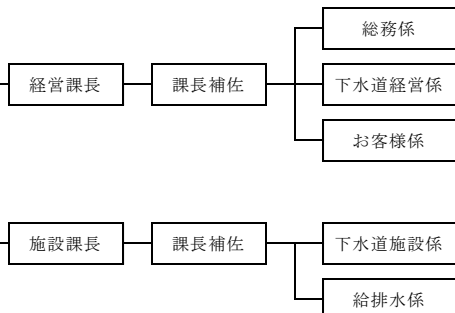 総務係
経営課長
課長補佐
下水道経営係
お客様係
施設課長
課長補佐
下水道施設係
給排水係